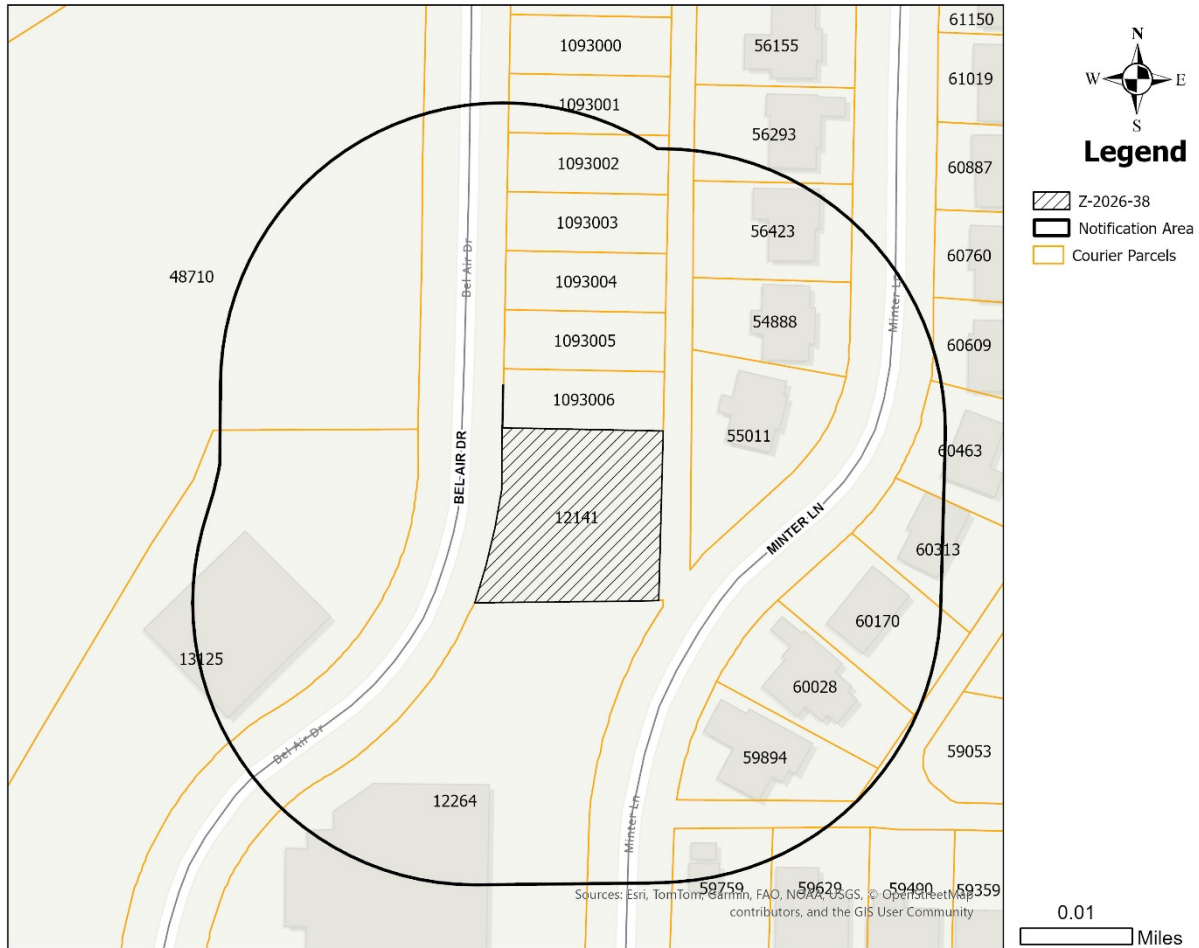 61150
1093000
56155
61019
1093001
56293
1093002
60887
1093003
56423
60760
Bel Air Dr
48710
1093004
Minter Ln
54888
1093005
60609
1093006
55011
60463
BEL AIR DR
12141
MINTER LN
60313
60170
13125
60028
Bel Air Dr
59894
59053
12264
Minter Ln
59759
59629
59490
59359
Sources: Esri, TomTom, Garmin, FAO, NOAA, USGS, © OpenStreetMap
contributors, and the GIS User Community
N
W
E
S
Legend
Z-2026-38
Notification Area
Courier Parcels
0.01
Miles